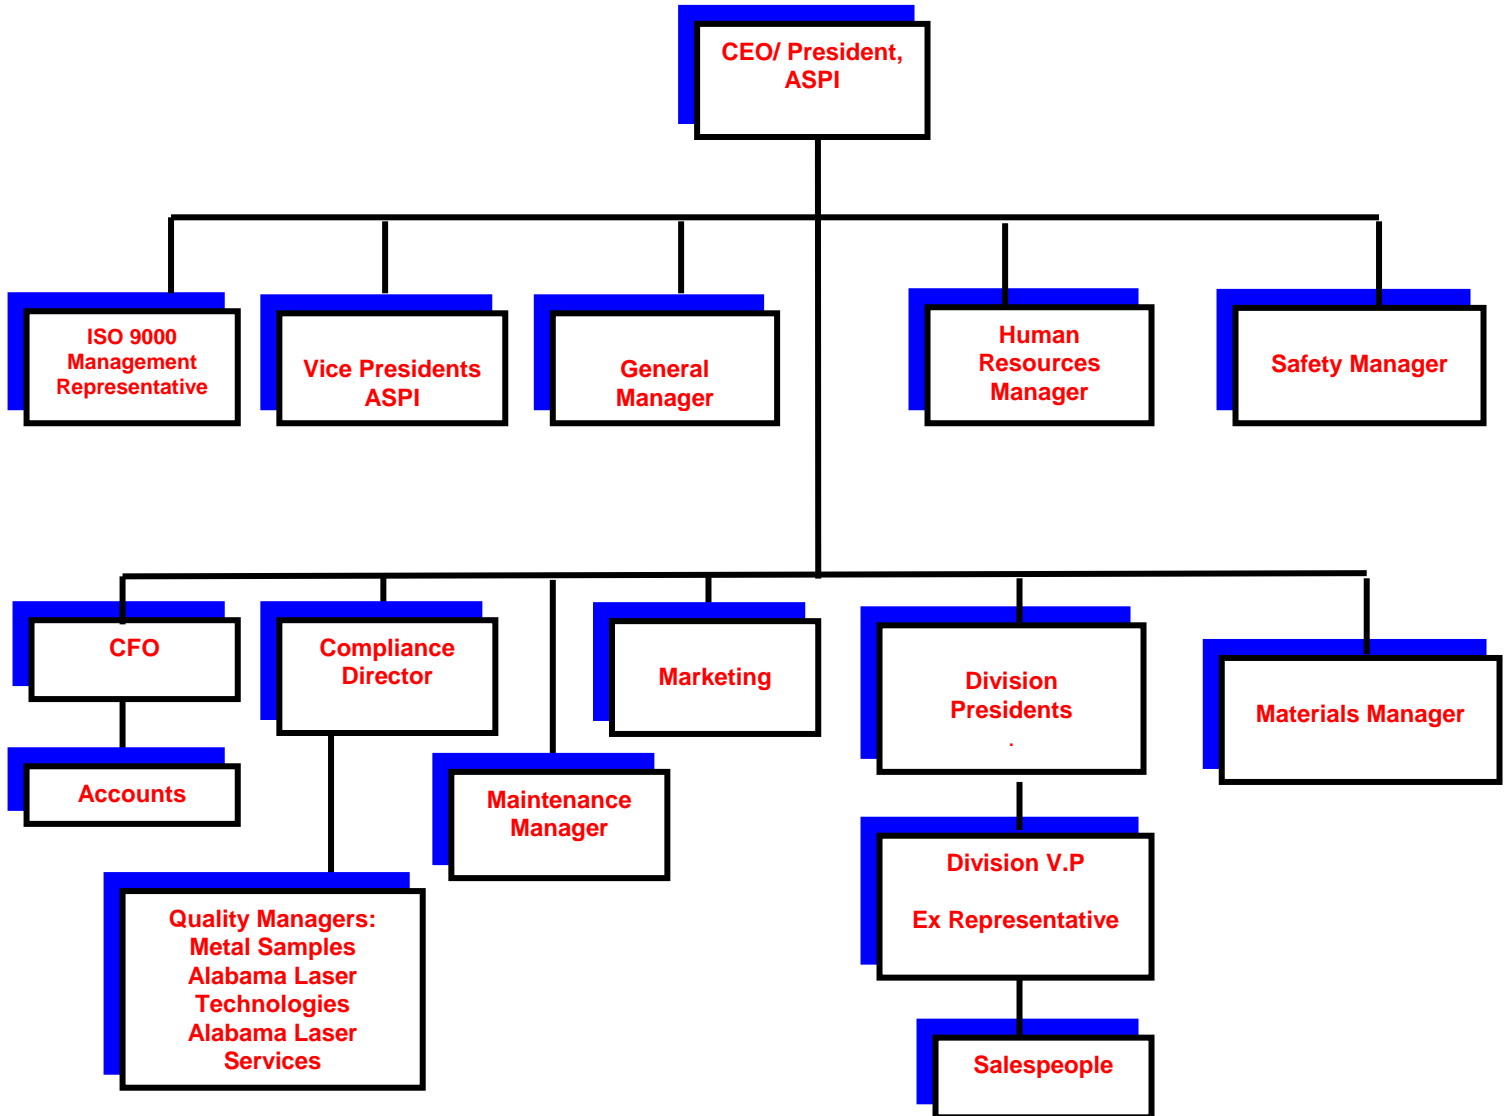 CEO/ President,
ASPI
ISO 9000
Management
Representative
Vice Presidents
ASPI
General
Manager
Human
Resources
Manager
Safety Manager
CFO
Compliance
Director
Marketing
Division
Presidents
.
Materials Manager
Accounts
Maintenance
Manager
Division V.P
Ex Representative
Quality Managers:
Metal Samples
Alabama Laser
Technologies
Alabama Laser
Services
Salespeople